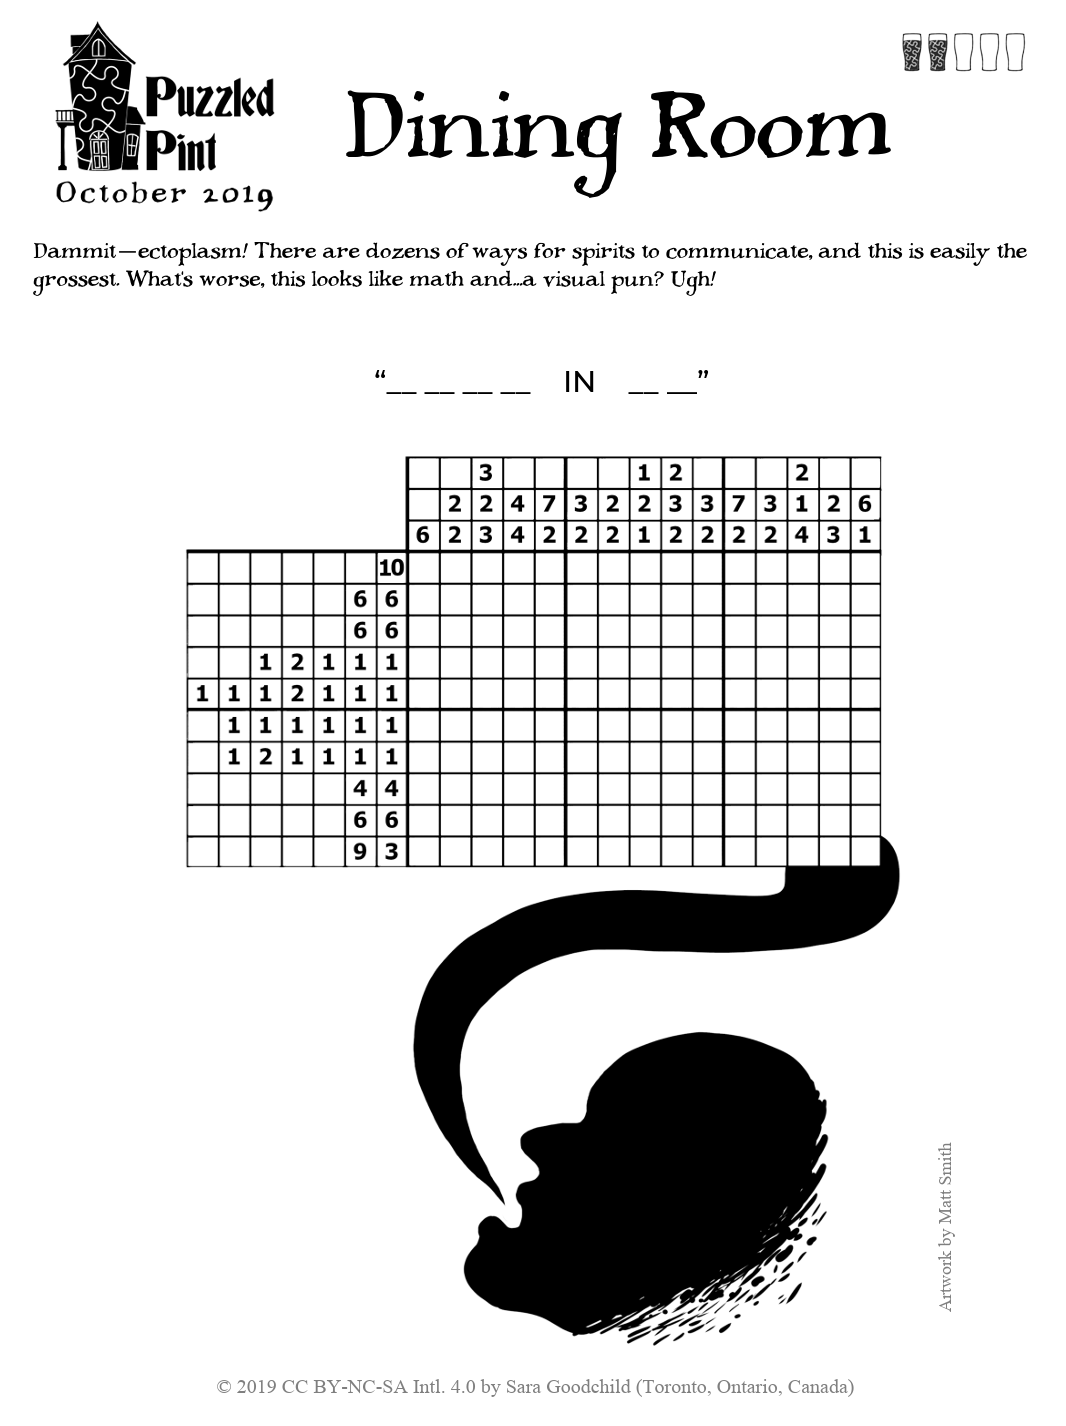 Puzzled
Pint
October 2019
Dining Room
Dammit—ectoplasm! There are dozens of ways for spirits to communicate, and this is easily the
grossest. What's worse, this looks like math and...a visual pun? Ugh!
“__ __ __ __ IN __ __”
3 1 2 2
2 2 4 7 3 2 2 3 3 7 3 1 2 6
6 2 3 4 2 2 2 1 2 2 2 2 4 3 1
10
6 6
6 6
1 2 1 1 1
1 1 1 2 1 1 1
1 1 1 1 1 1
1 2 1 1 1 1
4 4
6 6
9 3
Artwork by Matt Smith
© 2019 CC BY-NC-SA Intl. 4.0 by Sara Goodchild (Toronto, Ontario, Canada)